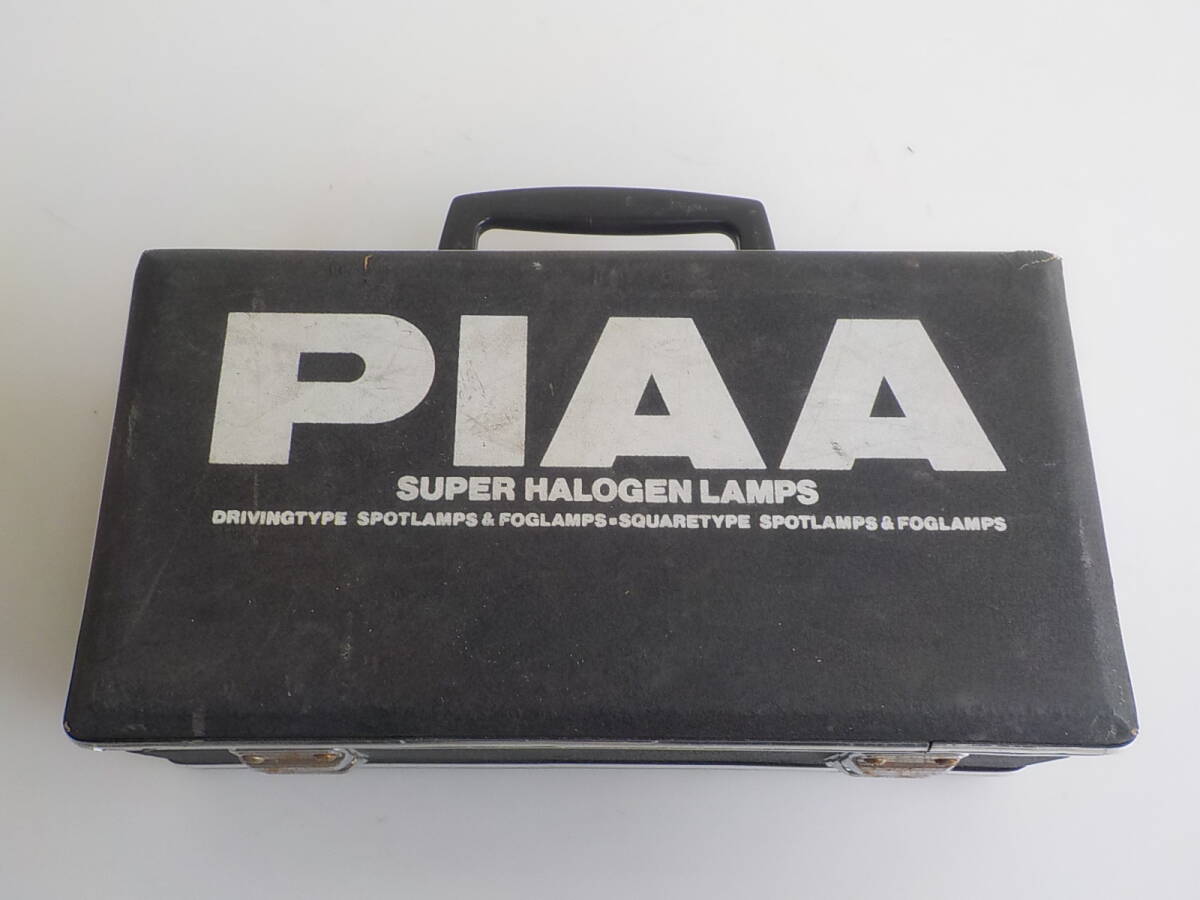 PIAA
SUPER HALOGEN LAMPS
DRIVINGTYPE SPOTLAMPS & FOGLAMPS▪SQUARETYPE SPOTLAMPS & FOGLAMPS